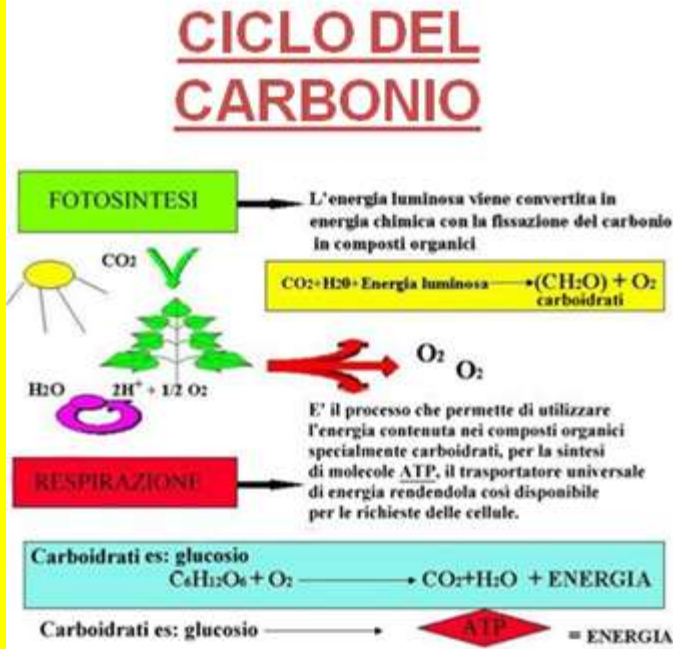 CICLO DEL
CARBONIO
FOTOSINTESI
L'energia luminosa viene convertita in
energia chimica con la fissazione del carbonio
in composti organici
CO2
CO2+H20+Energia luminosa (CH2O) + O2
carboidrati
O2
O2
H2O
2H+ + 1/2 O2
E' il processo che permette di utilizzare
l'energia contenuta nei composti organici
specialmente carboidrati, per la sintesi
di molecole ATP, il trasportatore universale
di energia rendendola così disponibile
per le richieste delle cellule.
RESPIRAZIONE
Carboidrati es: glucosio
C6H12O6 + O2 CO2+H2O + ENERGIA
Carboidrati es: glucosio ATP = ENERGIA